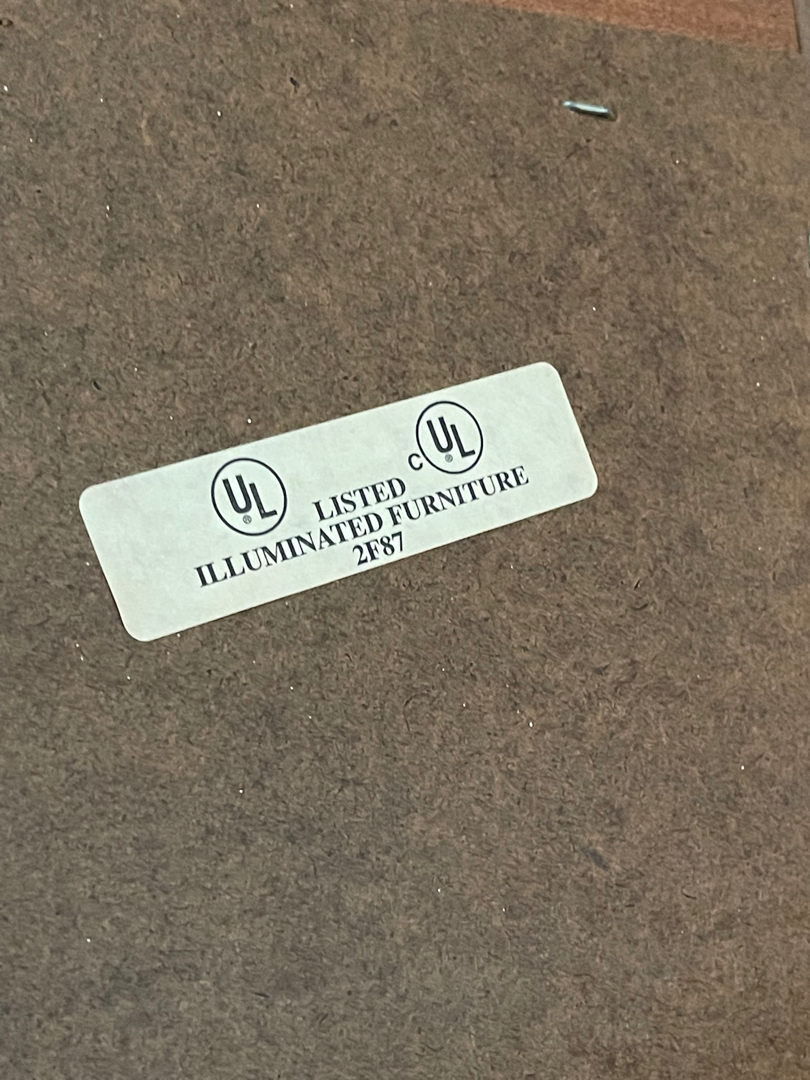 UL ® LISTED C UL ®
ILLUMINATED FURNITURE
2F87